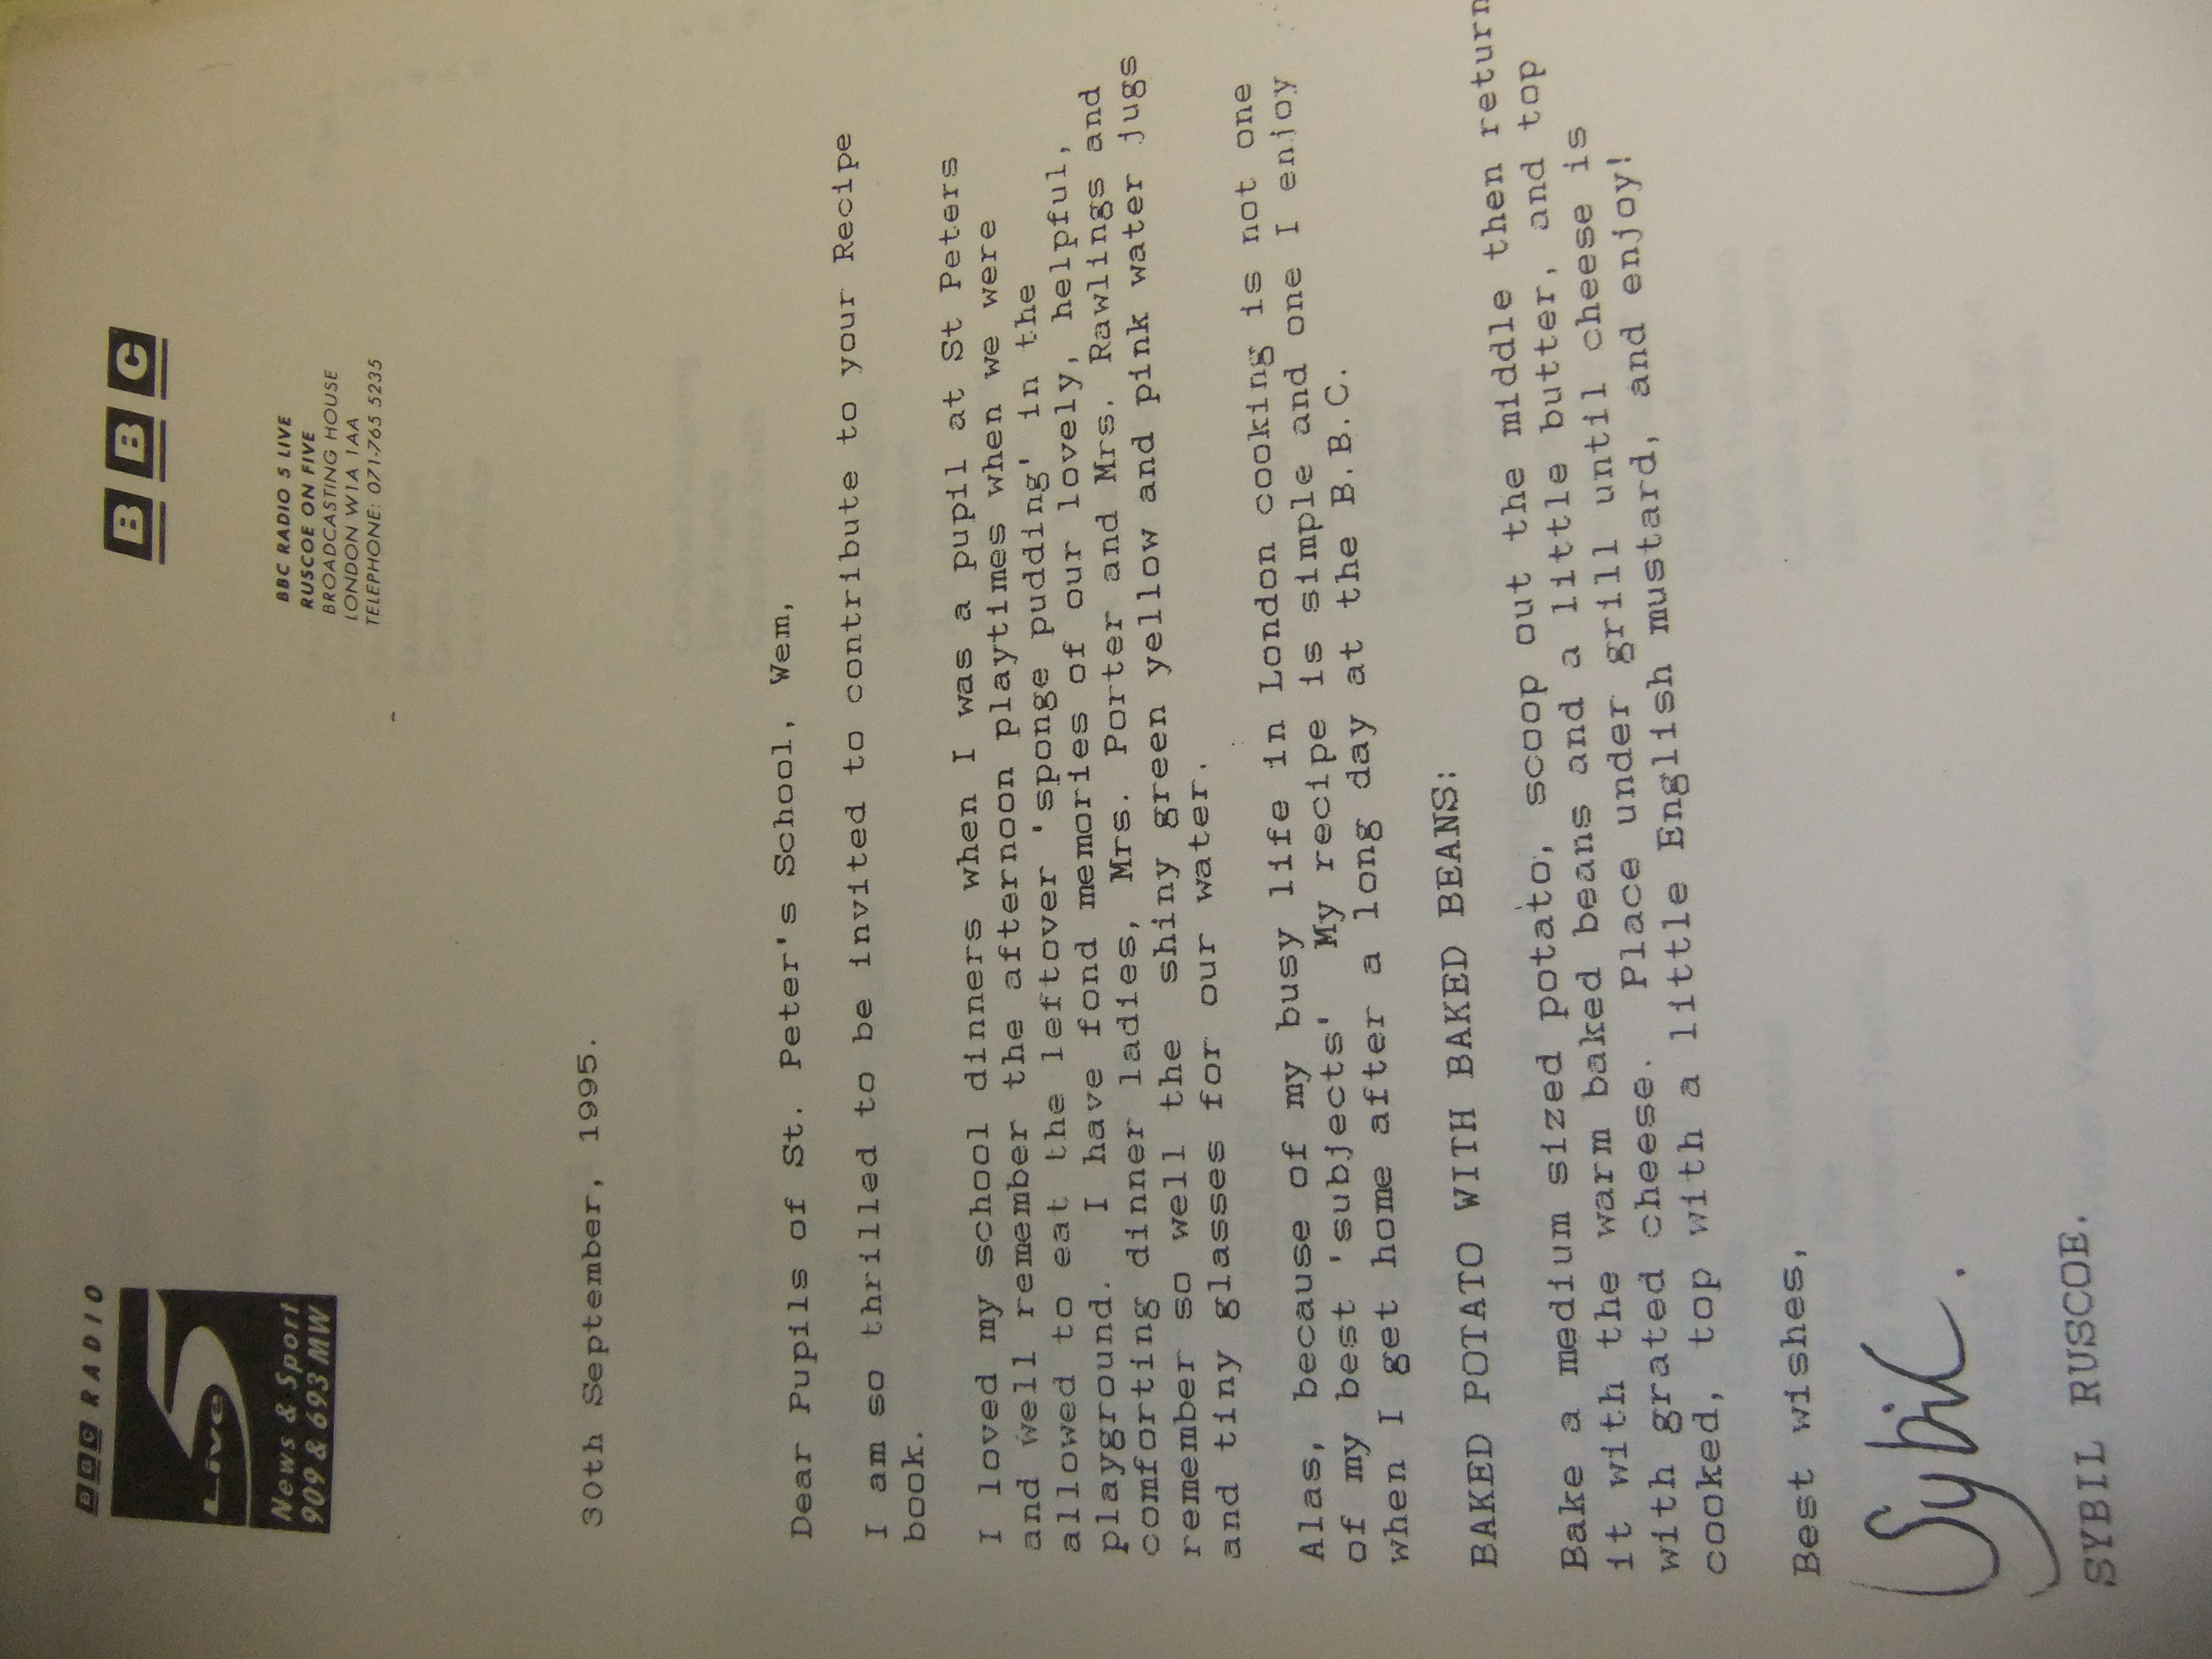 BBC RADIO
5 Live
News & Sport
909 & 693 MW
BBC
BBC RADIO 5 LIVE
RUSCOE ON FIVE
BROADCASTING HOUSE
LONDON W1A 1AA
TELEPHONE: 071-765 5235
30th September, 1995.
Dear Pupils of St. Peter's School, Wem,
I am so thrilled to be invited to contribute to your Recipe
book.
I loved my school dinners when I was a pupil at St Peters
and well remember the afternoon playtimes when we were
allowed to eat the leftover 'sponge pudding' in the
playground. I have fond memories of our lovely, helpful,
comforting dinner ladies, Mrs. Porter and Mrs. Rawlings and
remember so well the shiny green yellow and pink water jugs
and tiny glasses for our water.
Alas, because of my busy life in London cooking is not one
of my best 'subjects' My recipe is simple and one I enjoy
when I get home after a long day at the B.B.C.
BAKED POTATO WITH BAKED BEANS:
Bake a medium sized potato, scoop out the middle then return
it with the warm baked beans and a little butter, and top
with grated cheese. Place under grill until cheese is
cooked, top with a little English mustard, and enjoy!
Best wishes,
Sybil.
SYBIL RUSCOE.